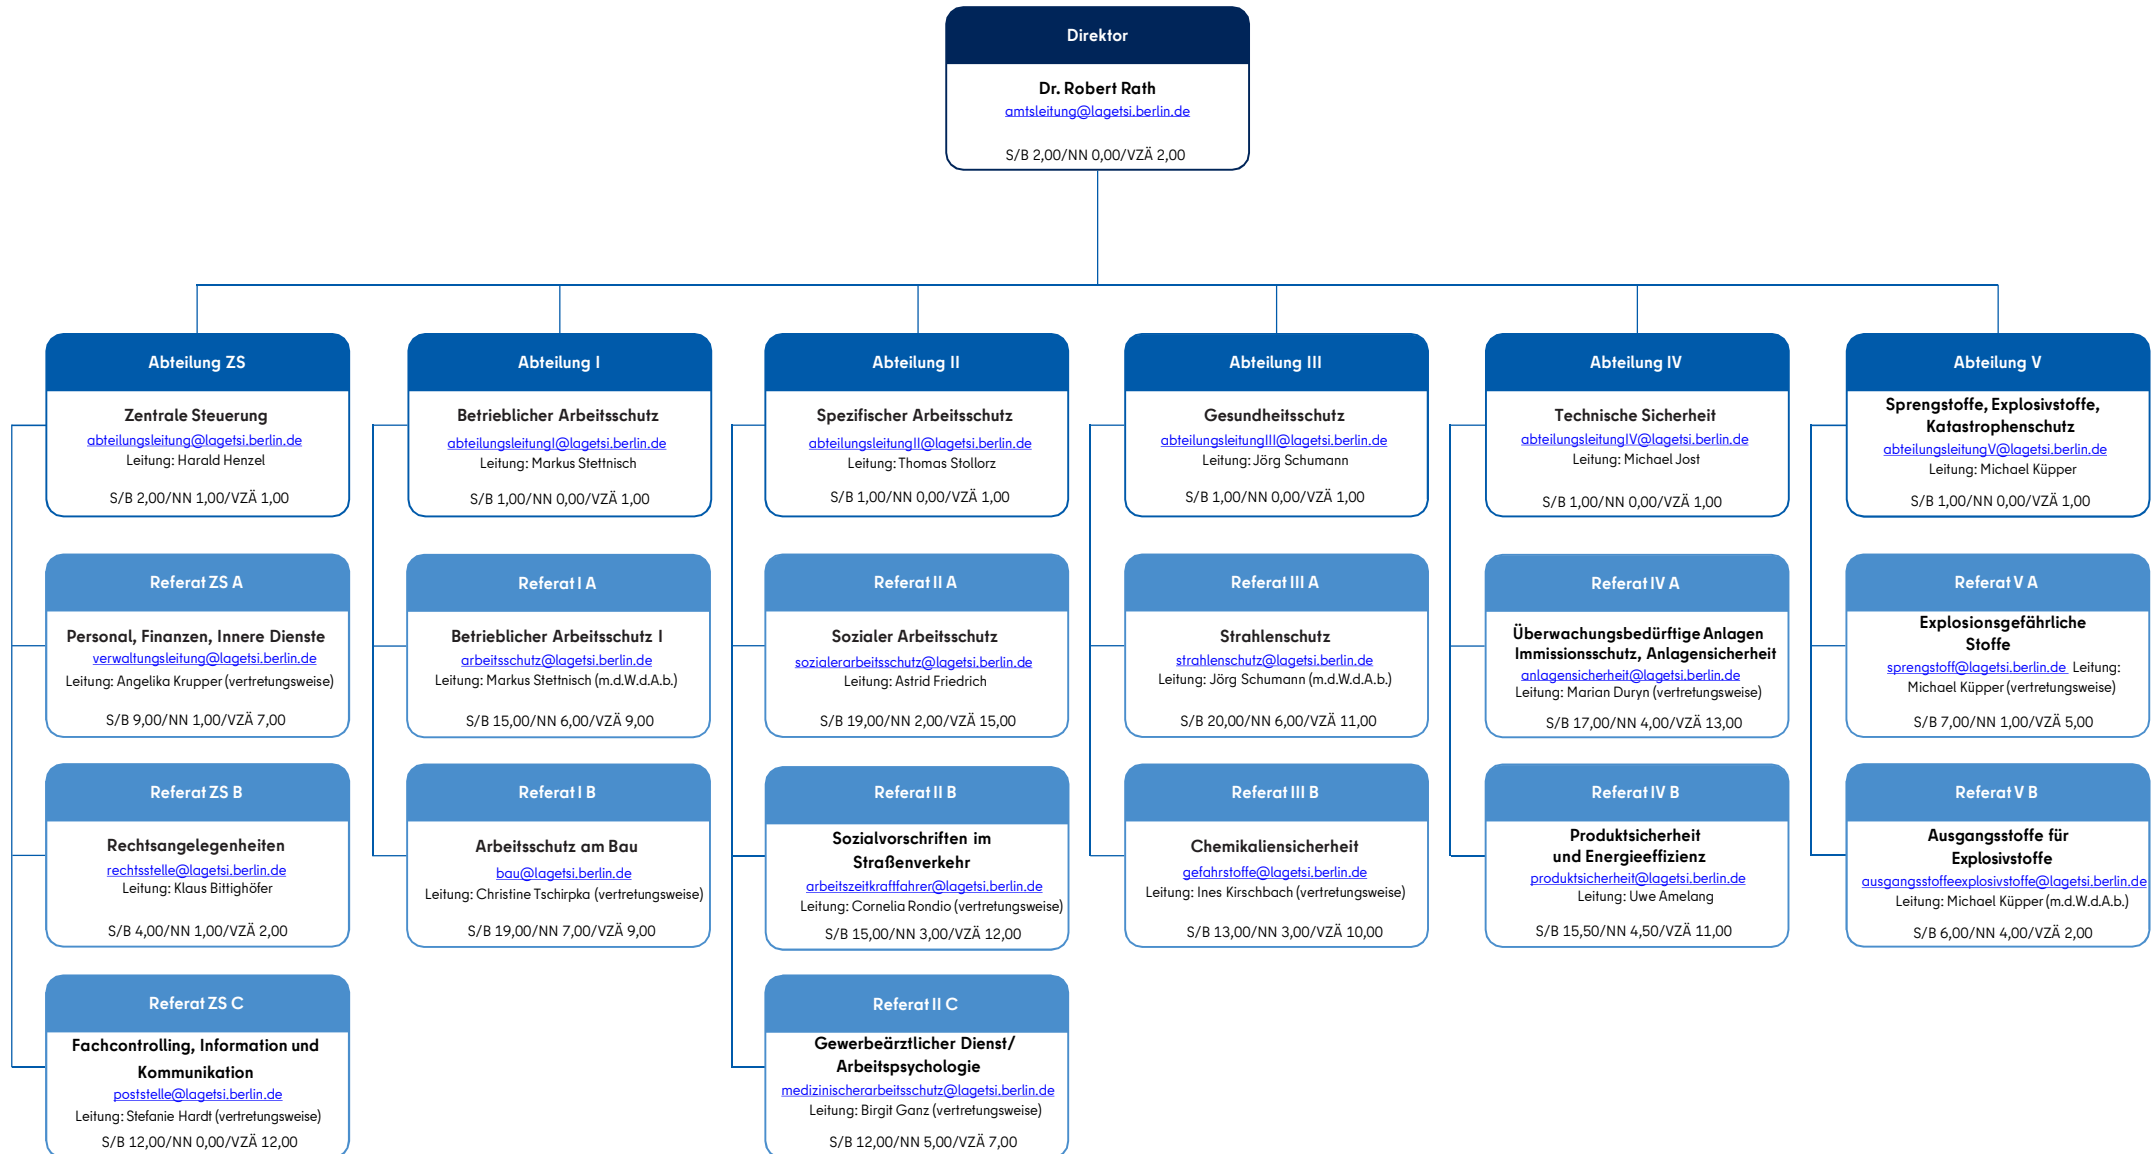 Direktor
Dr. Robert Rath
amtsleitung@lagetsi.berlin.de
S/B 2,00/NN 0,00/VZÄ 2,00
Abteilung ZS
Zentrale Steuerung
abteilungsleitung@lagetsi.berlin.de
Leitung: Harald Henzel
S/B 2,00/NN 1,00/VZÄ 1,00
Referat ZS A
Personal, Finanzen, Innere Dienste
verwaltungsleitung@lagetsi.berlin.de
Leitung: Angelika Krupper (vertretungsweise)
S/B 9,00/NN 1,00/VZÄ 7,00
Referat ZS B
Rechtsangelegenheiten
rechtsstelle@lagetsi.berlin.de
Leitung: Klaus Bittighöfer
S/B 4,00/NN 1,00/VZÄ 2,00
Referat ZS C
Fachcontrolling, Information und
Kommunikation
poststelle@lagetsi.berlin.de
Leitung: Stefanie Hardt (vertretungsweise)
S/B 12,00/NN 0,00/VZÄ 12,00
Abteilung I
Betrieblicher Arbeitsschutz
abteilungsleitungI@lagetsi.berlin.de
Leitung: Markus Stettnisch
S/B 1,00/NN 0,00/VZÄ 1,00
Referat I A
Betrieblicher Arbeitsschutz I
arbeitsschutz@lagetsi.berlin.de
Leitung: Markus Stettnisch (m.d.W.d.A.b.)
S/B 15,00/NN 6,00/VZÄ 9,00
Referat I B
Arbeitsschutz am Bau
bau@lagetsi.berlin.de
Leitung: Christine Tschirpka (vertretungsweise)
S/B 19,00/NN 7,00/VZÄ 9,00
Abteilung II
Spezifischer Arbeitsschutz
abteilungsleitungII@lagetsi.berlin.de
Leitung: Thomas Stollorz
S/B 1,00/NN 0,00/VZÄ 1,00
Referat II A
Sozialer Arbeitsschutz
sozialerarbeitsschutz@lagetsi.berlin.de
Leitung: Astrid Friedrich
S/B 19,00/NN 2,00/VZÄ 15,00
Referat II B
Sozialvorschriften im
Straßenverkehr
arbeitszeitkraftfahrer@lagetsi.berlin.de
Leitung: Cornelia Rondio (vertretungsweise)
S/B 15,00/NN 3,00/VZÄ 12,00
Referat II C
Gewerbeärztlicher Dienst/
Arbeitspsychologie
medizinischerarbeitsschutz@lagetsi.berlin.de
Leitung: Birgit Ganz (vertretungsweise)
S/B 12,00/NN 5,00/VZÄ 7,00
Abteilung III
Gesundheitsschutz
abteilungsleitungIII@lagetsi.berlin.de
Leitung: Jörg Schumann
S/B 1,00/NN 0,00/VZÄ 1,00
Referat III A
Strahlenschutz
strahlenschutz@lagetsi.berlin.de
Leitung: Jörg Schumann (m.d.W.d.A.b.)
S/B 20,00/NN 6,00/VZÄ 11,00
Referat III B
Chemikaliensicherheit
gefahrstoffe@lagetsi.berlin.de
Leitung: Ines Kirschbach (vertretungsweise)
S/B 13,00/NN 3,00/VZÄ 10,00
Abteilung IV
Technische Sicherheit
abteilungsleitungIV@lagetsi.berlin.de
Leitung: Michael Jost
S/B 1,00/NN 0,00/VZÄ 1,00
Referat IV A
Überwachungsbedürftige Anlagen
Immissionsschutz, Anlagensicherheit
anlagensicherheit@lagetsi.berlin.de
Leitung: Marian Duryn (vertretungsweise)
S/B 17,00/NN 4,00/VZÄ 13,00
Referat IV B
Produktsicherheit
und Energieeffizienz
produktsicherheit@lagetsi.berlin.de
Leitung: Uwe Amelang
S/B 15,50/NN 4,50/VZÄ 11,00
Abteilung V
Sprengstoffe, Explosivstoffe,
Katastrophenschutz
abteilungsleitungV@lagetsi.berlin.de
Leitung: Michael Küpper
S/B 1,00/NN 0,00/VZÄ 1,00
Referat V A
Explosionsgefährliche
Stoffe
sprengstoff@lagetsi.berlin.de Leitung:
Michael Küpper (vertretungsweise)
S/B 7,00/NN 1,00/VZÄ 5,00
Referat V B
Ausgangsstoffe für
Explosivstoffe
ausgangsstoffeexplosivstoffe@lagetsi.berlin.de
Leitung: Michael Küpper (m.d.W.d.A.b.)
S/B 6,00/NN 4,00/VZÄ 2,00